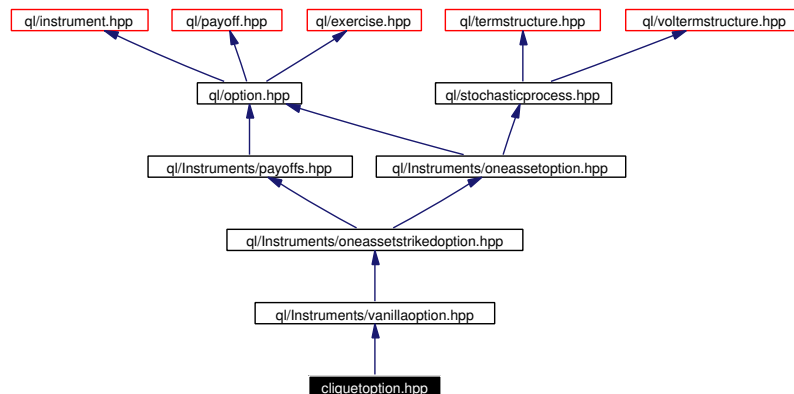 ql/instrument.hpp
ql/payoff.hpp
ql/exercise.hpp
ql/termstructure.hpp
ql/voltermstructure.hpp
ql/option.hpp
ql/stochasticprocess.hpp
ql/Instruments/payoffs.hpp
ql/Instruments/oneassetoption.hpp
ql/Instruments/oneassetstrikedoption.hpp
ql/Instruments/vanillaoption.hpp
cliquetoption.hpp